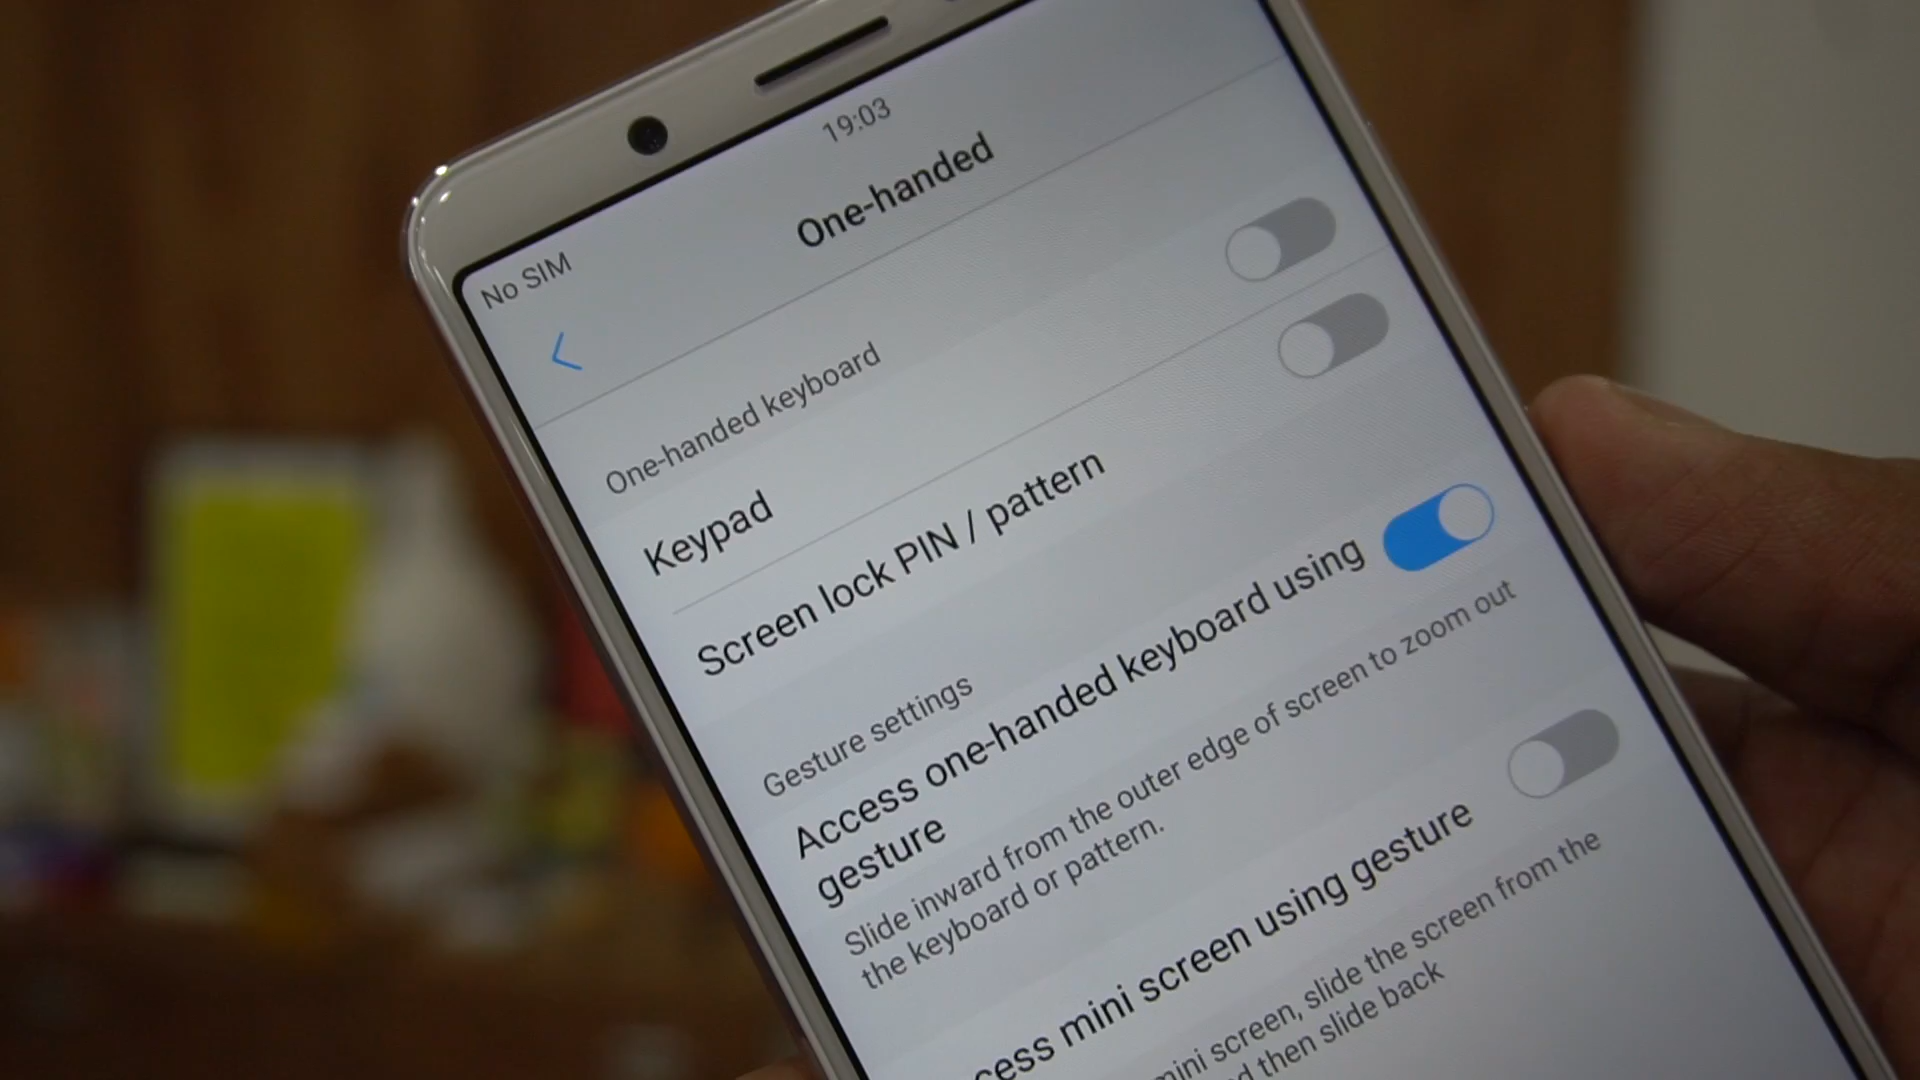 19:03
No SIM
One-handed
One-handed keyboard
Keypad
Screen lock PIN / pattern
Gesture settings
Access one-handed keyboard using
gesture
Slide inward from the outer edge of screen to zoom out
the keyboard or pattern.
mini screen using gesture
mini screen, slide the screen from the
then slide back